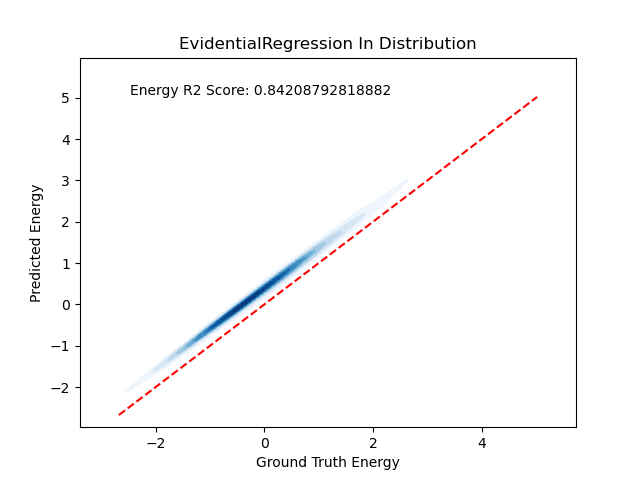 EvidentialRegression In Distribution
Energy R2 Score: 0.84208792818882
5
4
3
2
1
0
−1
−2
Predicted Energy
−2 0 2 4
Ground Truth Energy